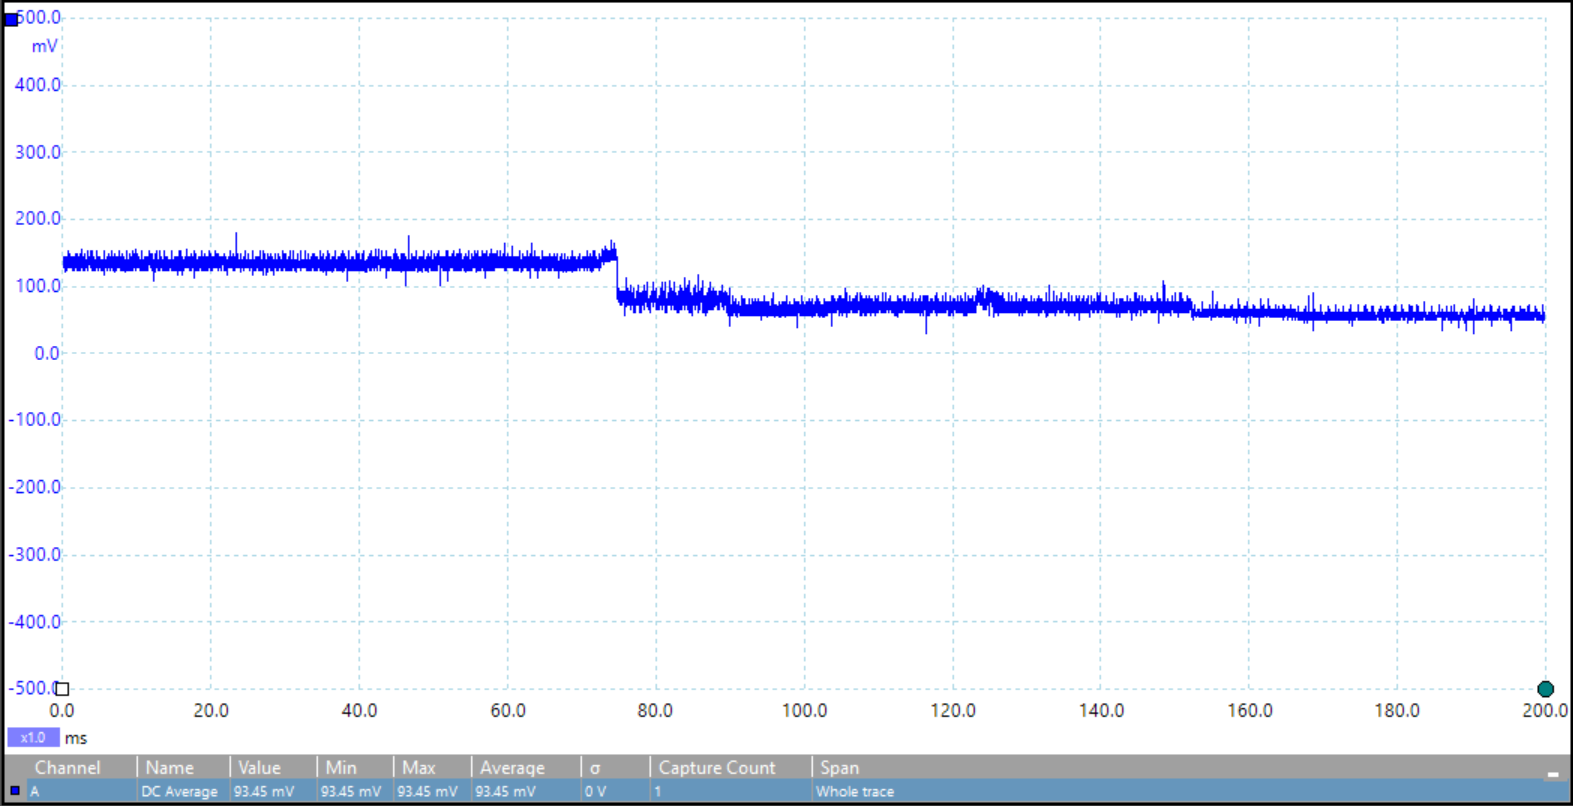 500.0
mV
400.0
300.0
200.0
100.0
0.0
-100.0
-200.0
-300.0
-400.0
-500.0
0.0 20.0 40.0 60.0 80.0 100.0 120.0 140.0 160.0 180.0 200.0
x1.0 ms
Channel Name Value Min Max Average σ Capture Count Span
A DC Average 93.45 mV 93.45 mV 93.45 mV 93.45 mV 0 V 1 Whole trace